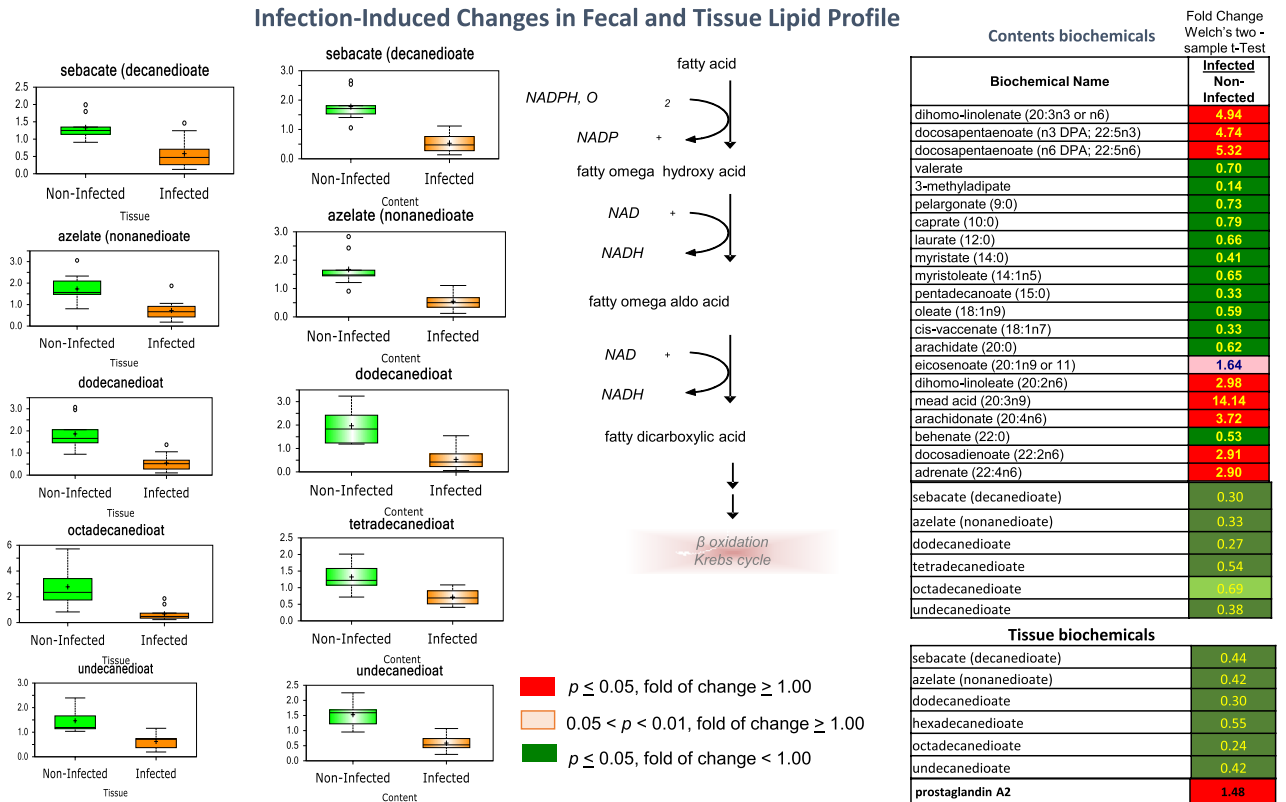 Infection-Induced Changes in Fecal and Tissue Lipid Profile
sebacate (decanedioate
2.5
2.0
1.5
1.0
0.5
0.0
Non-Infected Infected
Tissue
azelate (nonanedioate
3.0
2.0
1.0
0.0
Non-Infected Infected
Tissue
dodecanedioat
3.0
2.0
1.0
0.0
Non-Infected Infected
Tissue
octadecanedioat
6
4
2
0
Non-Infected Infected
Tissue
undecanedioat
3.0
2.0
1.0
0.0
Non-Infected Infected
Tissue
sebacate (decanedioate
3.0
2.0
1.0
0.0
Non-Infected Infected
Content
azelate (nonanedioate
3.0
2.0
1.0
0.0
Non-Infected Infected
Content
dodecanedioat
3.0
2.0
1.0
0.0
Non-Infected Infected
Content
tetradecanedioat
2.5
2.0
1.5
1.0
0.5
0.0
Non-Infected Infected
Content
undecanedioat
2.5
2.0
1.5
1.0
0.5
0.0
Non-Infected Infected
Content
fatty acid
NADPH, O 2
NADP +
fatty omega hydroxy acid
NAD +
NADH
fatty omega aldo acid
NAD +
NADH
fatty dicarboxylic acid
β oxidation
Krebs cycle
p ≤ 0.05, fold of change ≥ 1.00
0.05 < p < 0.01, fold of change ≥ 1.00
p ≤ 0.05, fold of change < 1.00
Contents biochemicals
Fold Change
Welch's two -
sample t-Test
Biochemical Name
Infected
Non-
Infected
dihomo-linolenate (20:3n3 or n6) 4.94
docosapentaenoate (n3 DPA; 22:5n3) 4.74
docosapentaenoate (n6 DPA; 22:5n6) 5.32
valerate 0.70
3-methyladipate 0.14
pelargonate (9:0) 0.73
caprate (10:0) 0.79
laurate (12:0) 0.66
myristate (14:0) 0.41
myristoleate (14:1n5) 0.65
pentadecanoate (15:0) 0.33
oleate (18:1n9) 0.59
cis-vaccenate (18:1n7) 0.33
arachidate (20:0) 0.62
eicosenoate (20:1n9 or 11) 1.64
dihomo-linoleate (20:2n6) 2.98
mead acid (20:3n9) 14.14
arachidonate (20:4n6) 3.72
behenate (22:0) 0.53
docosadienoate (22:2n6) 2.91
adrenate (22:4n6) 2.90
sebacate (decanedioate) 0.30
azelate (nonanedioate) 0.33
dodecanedioate 0.27
tetradecanedioate 0.54
octadecanedioate 0.69
undecanedioate 0.38
Tissue biochemicals
sebacate (decanedioate) 0.44
azelate (nonanedioate) 0.42
dodecanedioate 0.30
hexadecanedioate 0.55
octadecanedioate 0.24
undecanedioate 0.42
prostaglandin A2 1.48